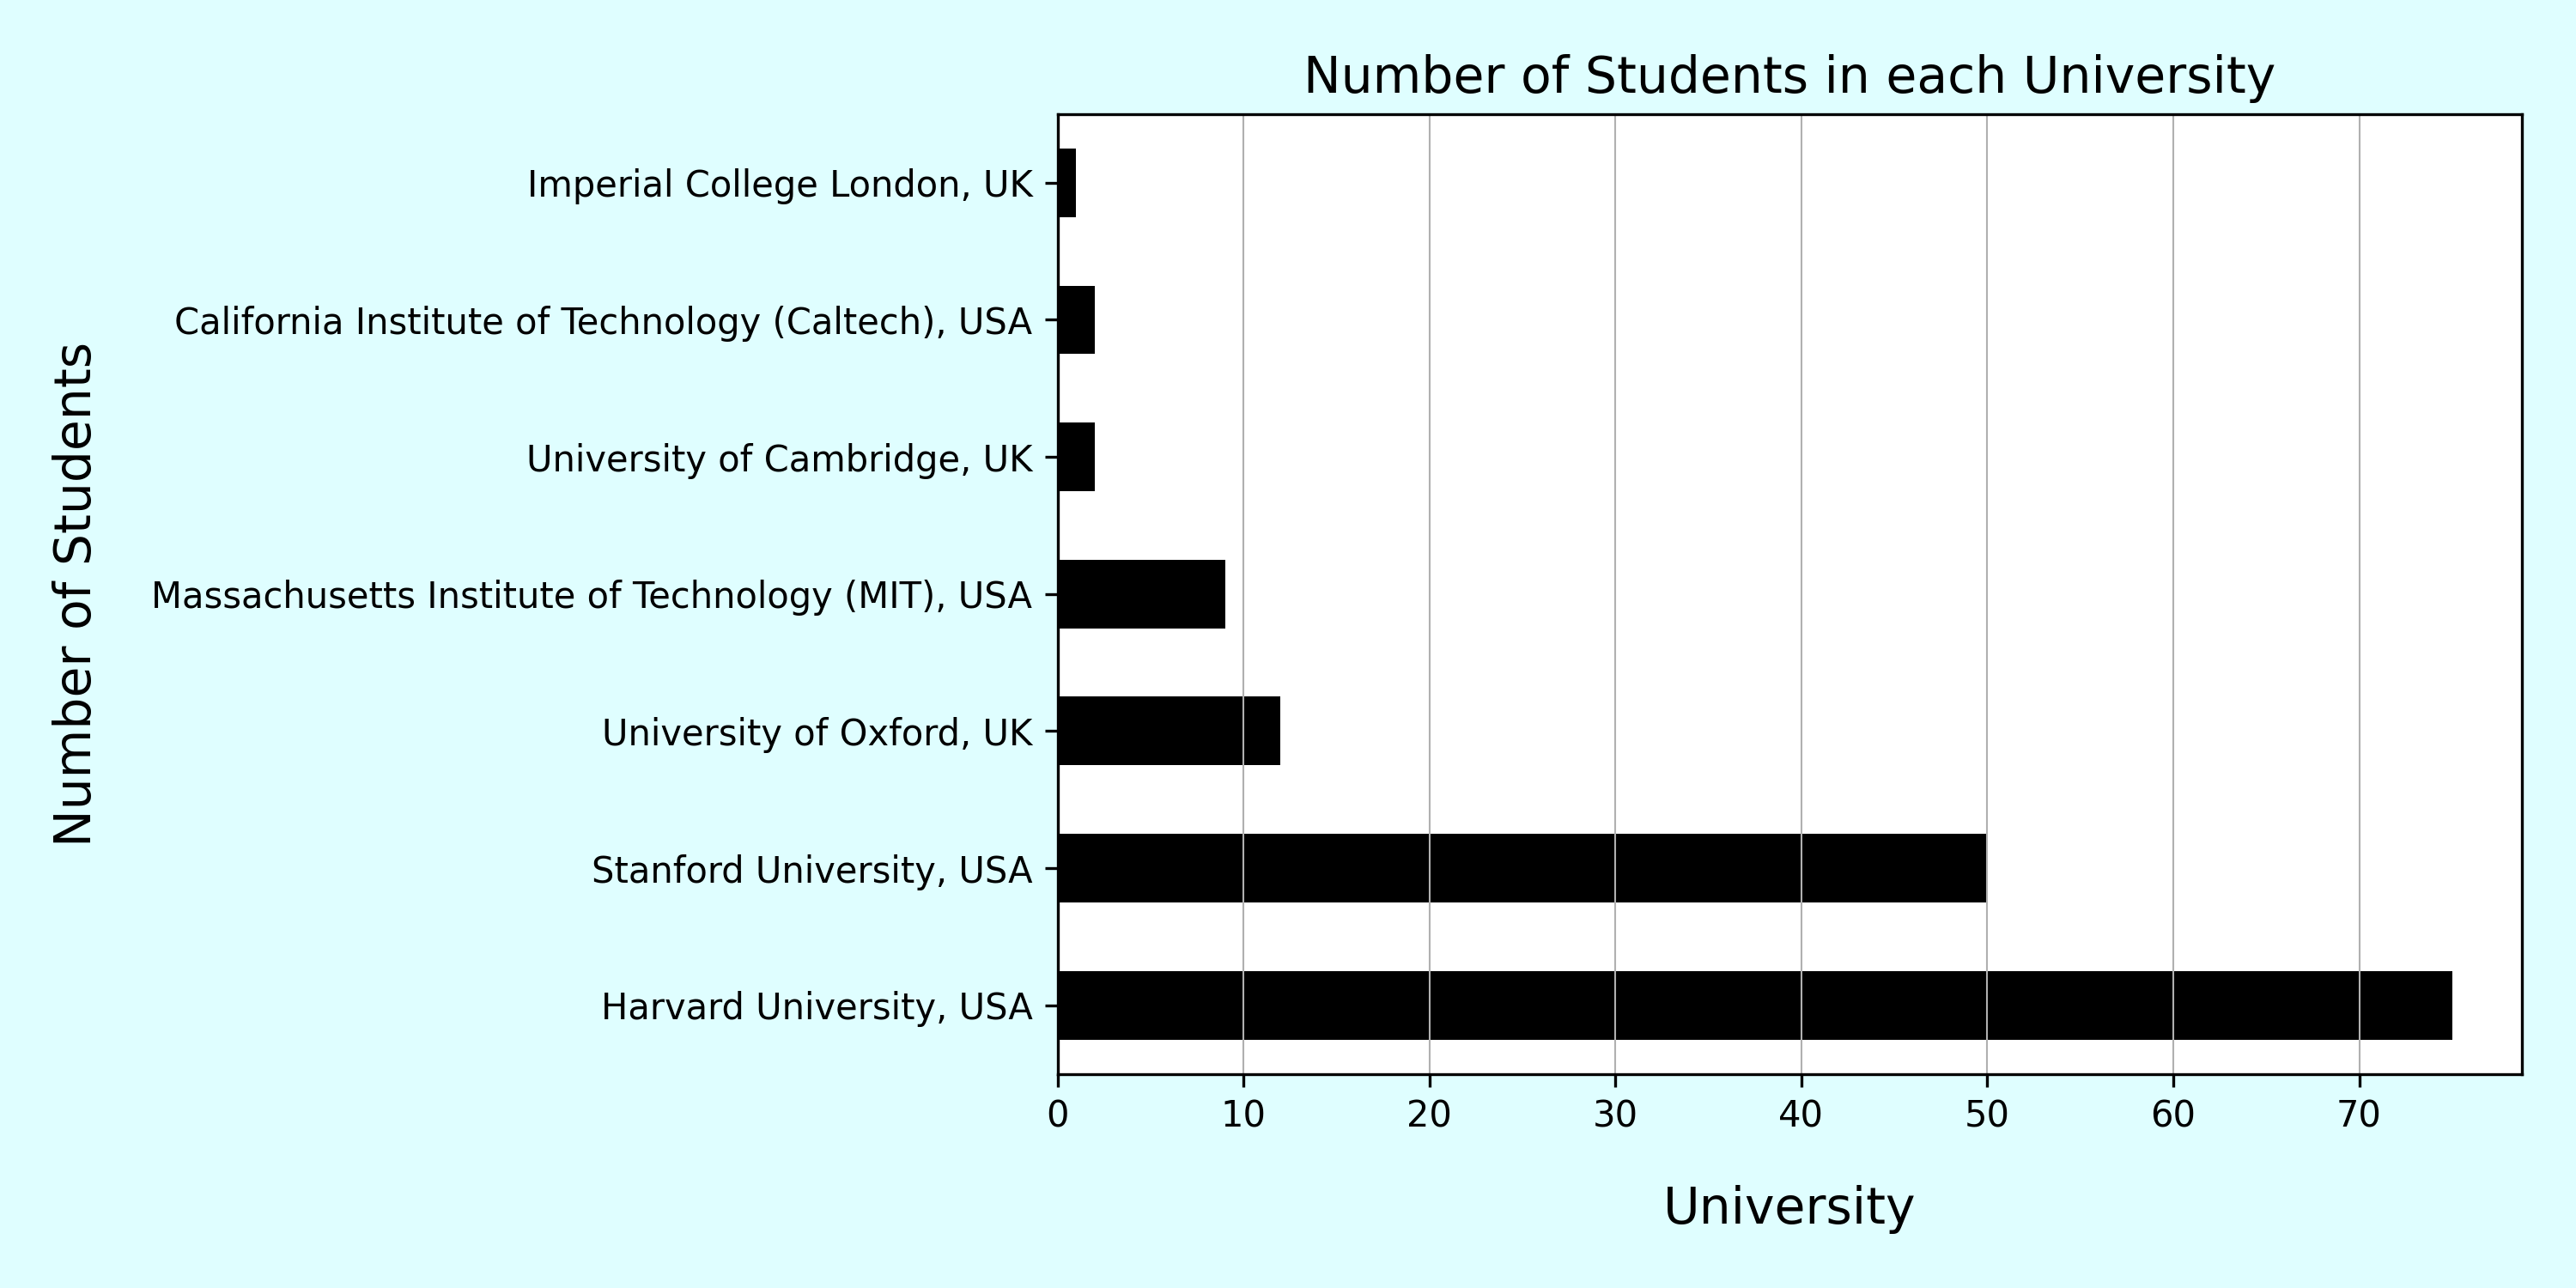 Number of Students in each University
Number of Students
Imperial College London, UK
California Institute of Technology (Caltech), USA
University of Cambridge, UK
Massachusetts Institute of Technology (MIT), USA
University of Oxford, UK
Stanford University, USA
Harvard University, USA
0 10 20 30 40 50 60 70
University